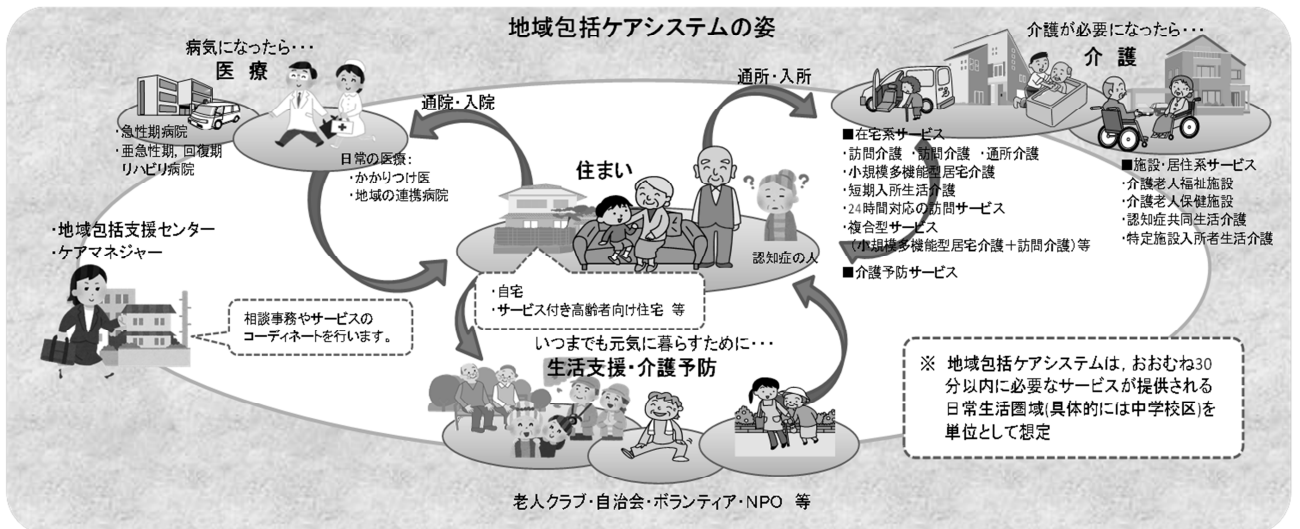 地域包括ケアシステムの姿
病気になったら･･･
医 療
・急性期病院
・亜急性期，回復期
リハビリ病院
日常の医療：
・かかりつけ医
・地域の連携病院
通院・入院
通所・入所
住まい
認知症の人
・自宅
・サービス付き高齢者向け住宅 等
介護が必要になったら･･･
介 護
■在宅系サービス
・訪問介護 ・訪問介護 ・通所介護
・小規模多機能型居宅介護
・短期入所生活介護
・24時間対応の訪問サービス
・複合型サービス
（小規模多機能型居宅介護＋訪問介護）等
■介護予防サービス
■施設・居住系サービス
・介護老人福祉施設
・介護老人保健施設
・認知症共同生活介護
・特定施設入所者生活介護
・地域包括支援センター
・ケアマネジャー
相談事務やサービスの
コーディネートを行います。
いつまでも元気に暮らすために･･･
生活支援・介護予防
老人クラブ・自治会・ボランティア・NPO 等
※ 地域包括ケアシステムは，おおむね30
分以内に必要なサービスが提供される
日常生活圏域(具体的には中学校区)を
単位として想定